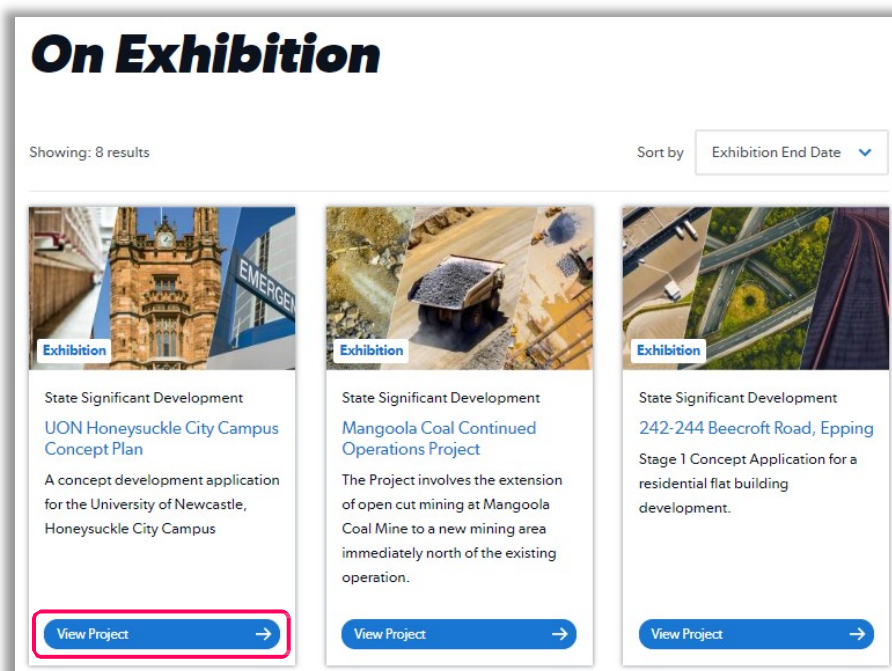 On Exhibition
Showing: 8 results
Sort by
Exhibition End Date
EMERGEN
Exhibition
State Significant Development
UON Honeysuckle City Campus
Concept Plan
A concept development application
for the University of Newcastle,
Honeysuckle City Campus
View Project
Exhibition
State Significant Development
Mangoola Coal Continued
Operations Project
The Project involves the extension
of open cut mining at Mangoola
Coal Mine to a new mining area
immediately north of the existing
operation.
View Project
Exhibition
State Significant Development
242-244 Beecroft Road, Epping
Stage 1 Concept Application for a
residential flat building
development.
View Project